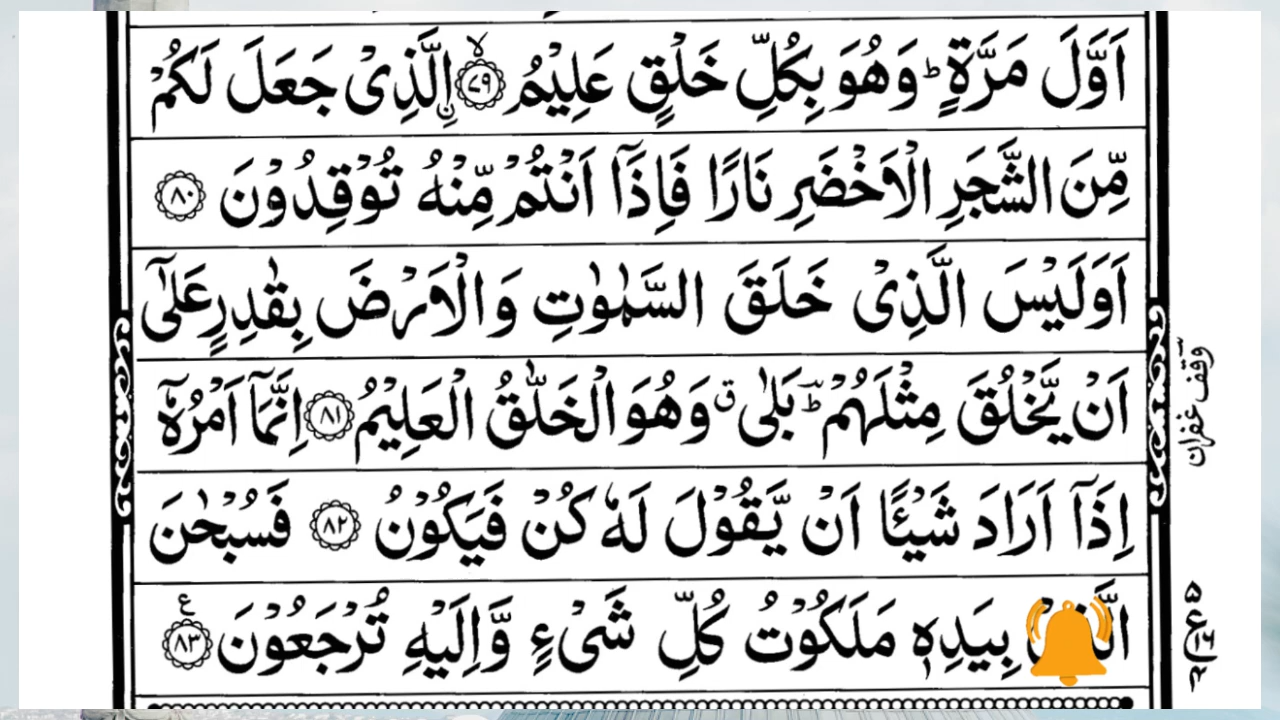 اَوَّلَ مَرَّةٍ ؕ وَهُوَ بِكُلِّ خَلْقٍ عَلِيْمُ ۙ﴿۷۹﴾ اِ۟لَّذِیْ جَعَلَ لَكُمْ
مِّنَ الشَّجَرِ الْاَخْضَرِ نَارًا فَاِذَاۤ اَنْتُمْ مِّنْهُ تُوْقِدُوْنَ ﴿۸۰﴾
اَوَلَيْسَ الَّذِیْ خَلَقَ السَّمٰوٰتِ وَالْاَرْضَ بِقٰدِرٍ عَلٰۤی
اَنْ يَّخْلُقَ مِثْلَهُمْ ؕؔ بَلٰی ۗ وَهُوَ الْخَلّٰقُ الْعَلِيْمُ ﴿۸۱﴾ اِنَّمَاۤ اَمْرُهٗۤ
اِذَاۤ اَرَادَ شَيْئًا اَنْ يَّقُوْلَ لَهٗ كُنْ فَيَكُوْنُ ﴿۸۲﴾ فَسُبْحٰنَ
بِيَدِهٖ مَلَكُوْتُ كُلِّ شَیْءٍ وَّاِلَيْهِ تُرْجَعُوْنَ ﴿۸۳﴾ ع
وقف غفران